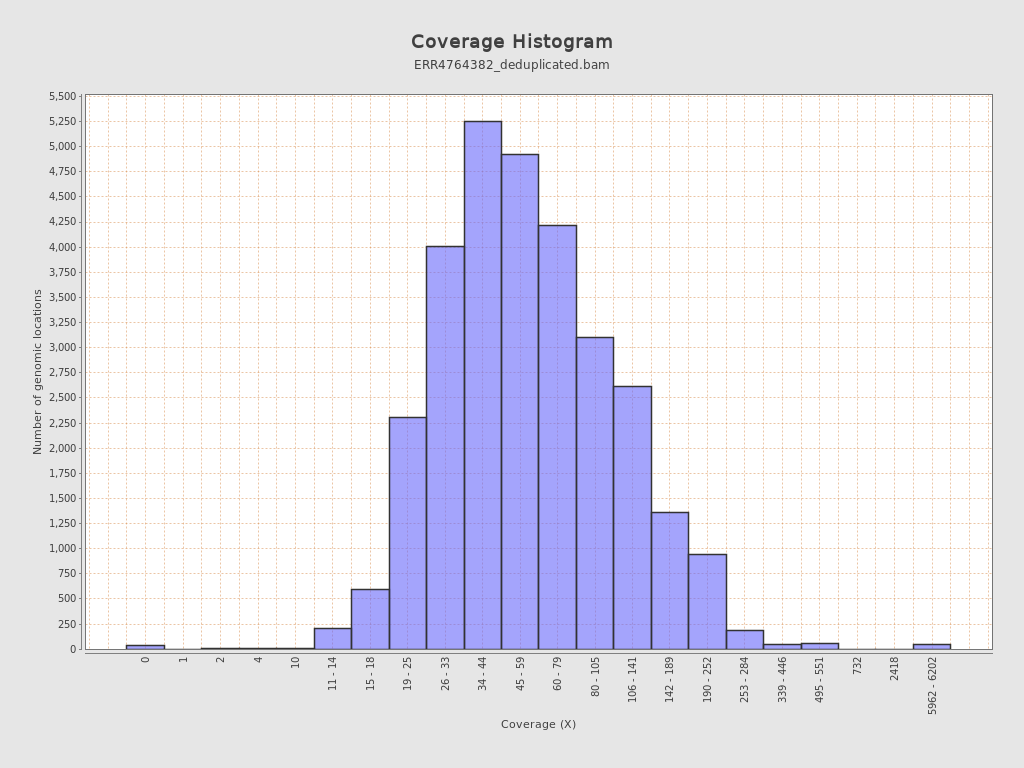 Coverage Histogram
ERR4764382_deduplicated.bam
Number of genomic locations
5,500
5,250
5,000
4,750
4,500
4,250
4,000
3,750
3,500
3,250
3,000
2,750
2,500
2,250
2,000
1,750
1,500
1,250
1,000
750
500
250
0
0
1
2
4
10
11 - 14
15 - 18
19 - 25
26 - 33
34 - 44
45 - 59
60 - 79
80 - 105
106 - 141
142 - 189
190 - 252
253 - 284
339 - 446
495 - 551
732
2418
5962 - 6202
Coverage (X)